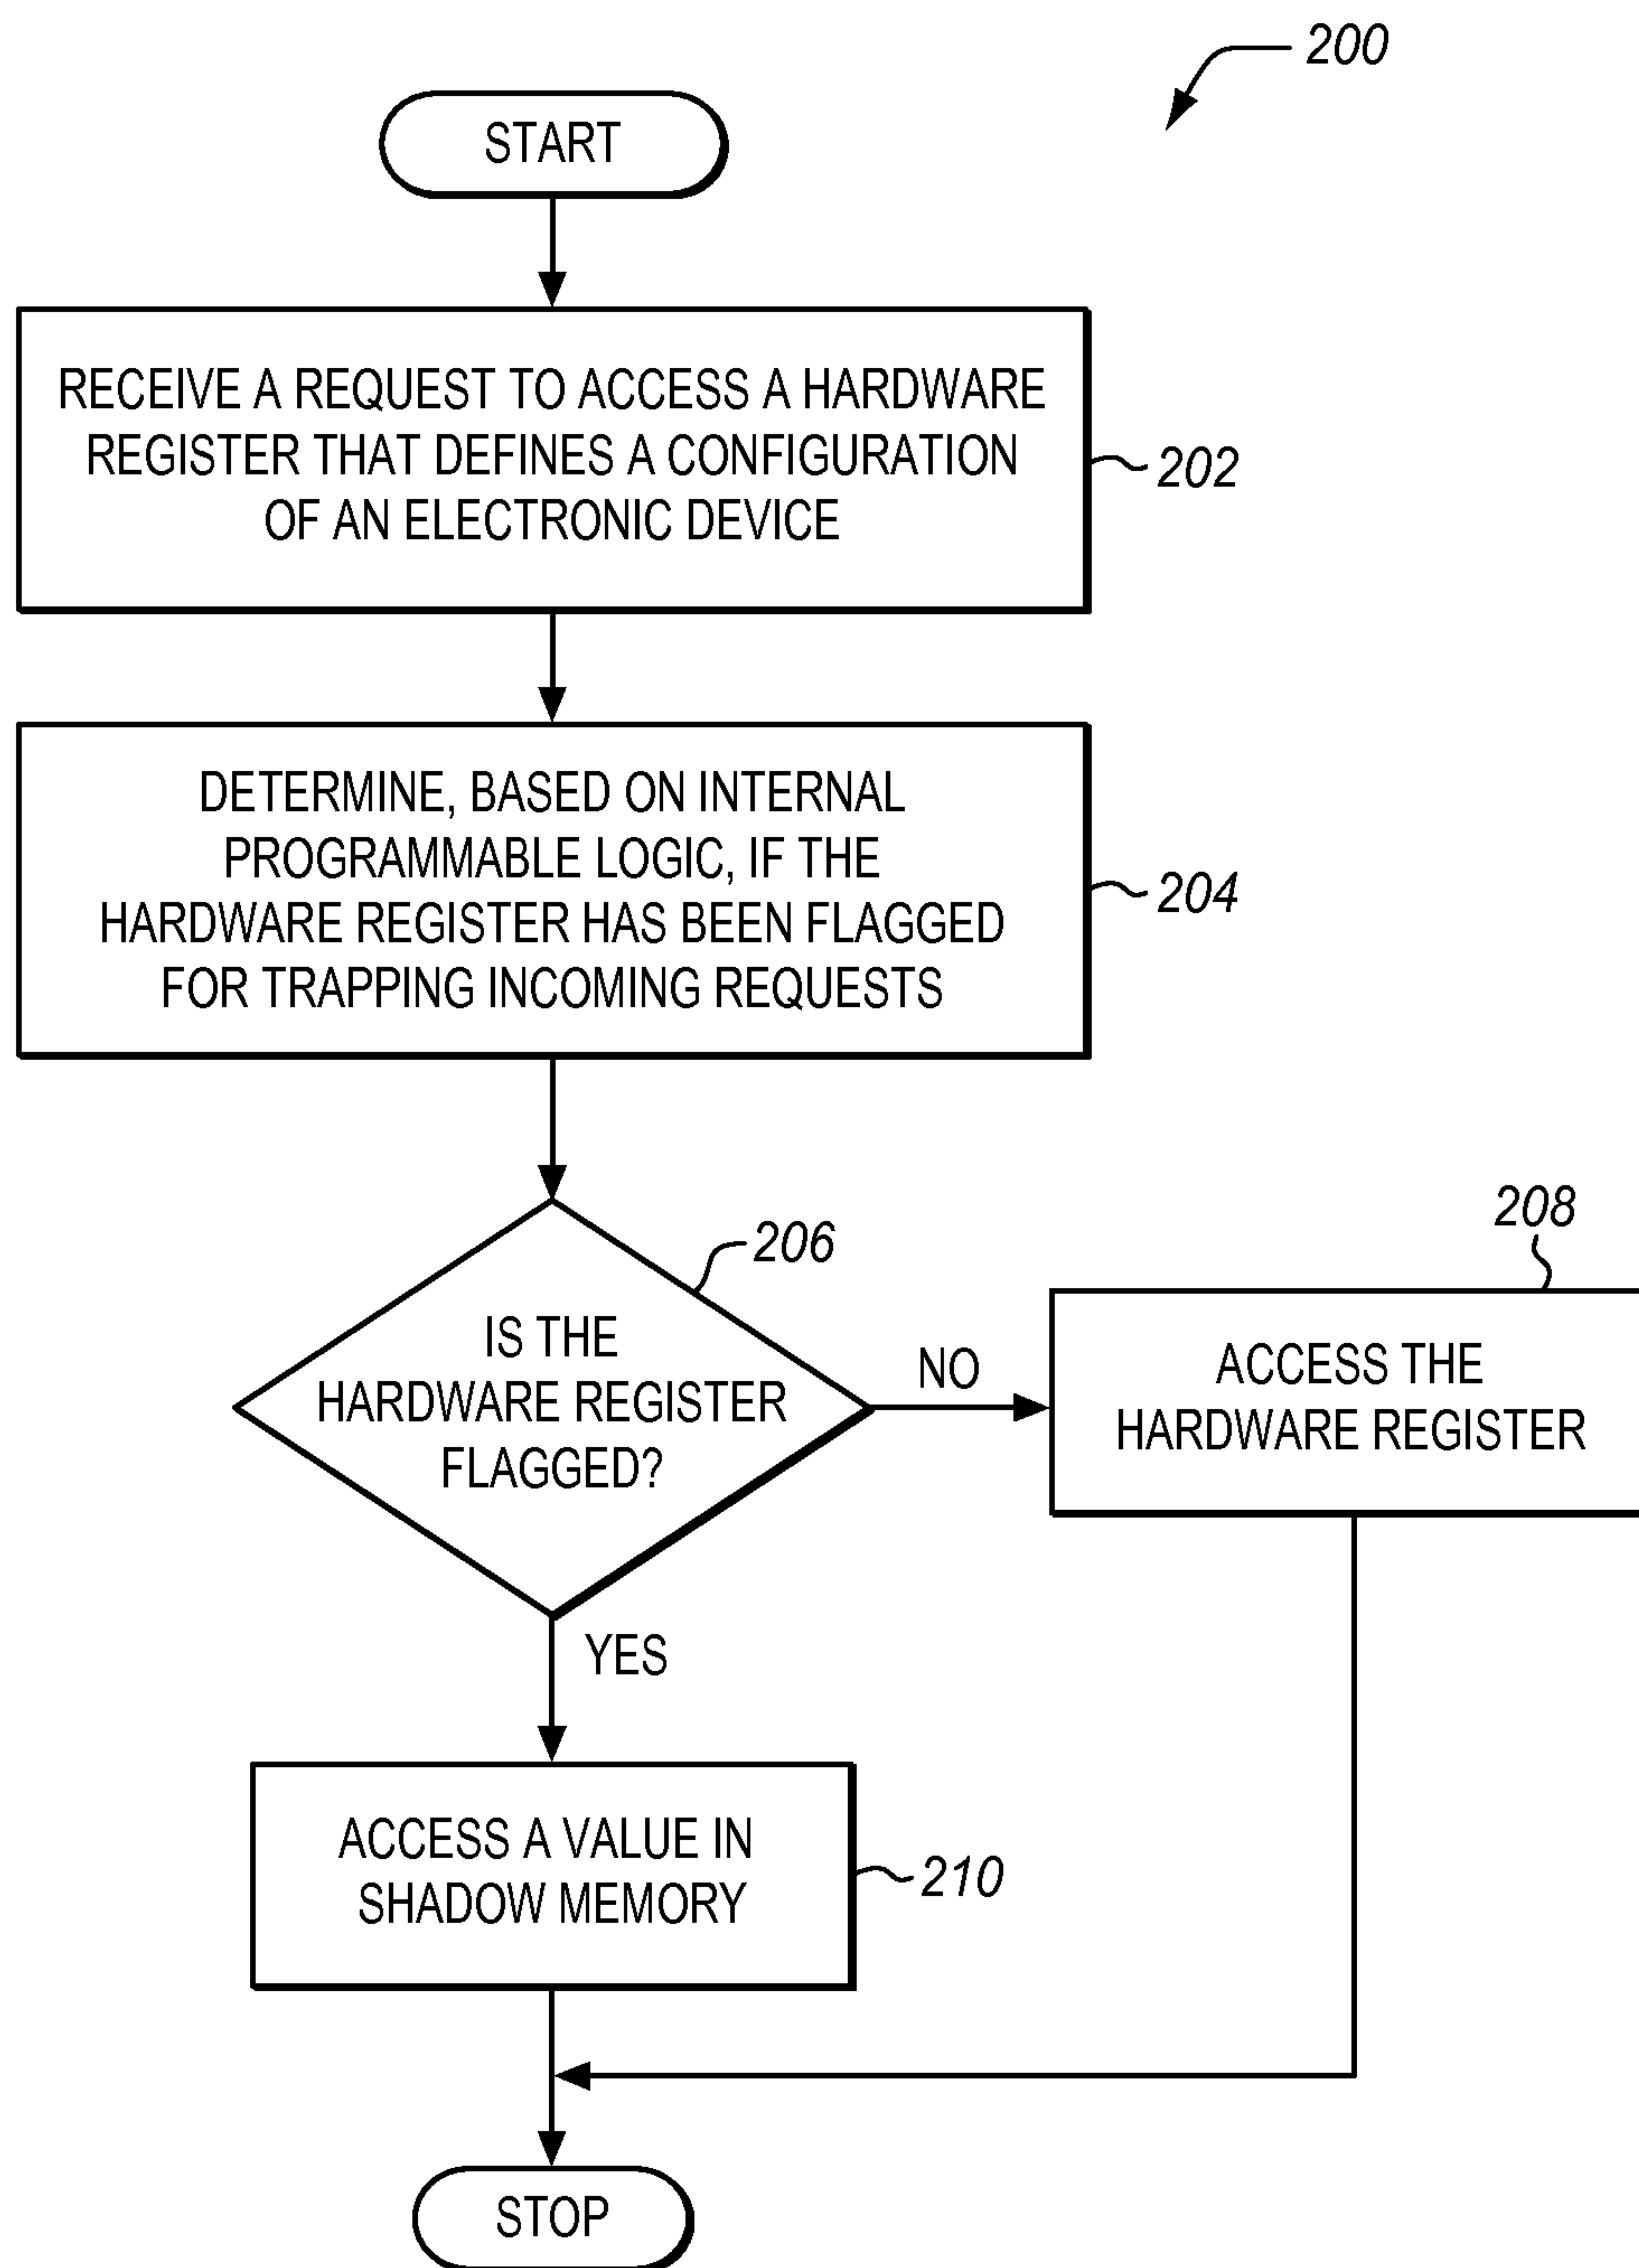 200
START
RECEIVE A REQUEST TO ACCESS A HARDWARE
REGISTER THAT DEFINES A CONFIGURATION
OF AN ELECTRONIC DEVICE
202
DETERMINE, BASED ON INTERNAL
PROGRAMMABLE LOGIC, IF THE
HARDWARE REGISTER HAS BEEN FLAGGED
FOR TRAPPING INCOMING REQUESTS
204
206
IS THE
HARDWARE REGISTER
FLAGGED?
NO
208
ACCESS THE
HARDWARE REGISTER
YES
ACCESS A VALUE IN
SHADOW MEMORY
210
STOP